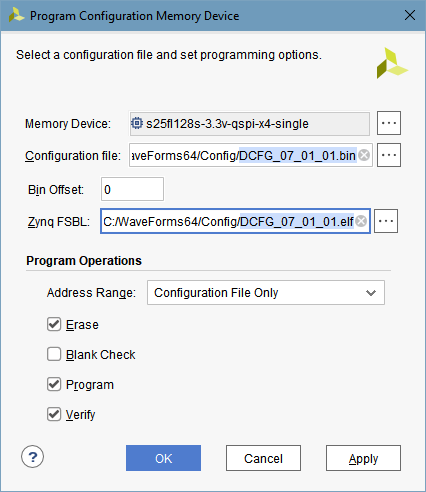 Program Configuration Memory Device
Select a configuration file and set programming options.
Memory Device: s25fl128s-3.3v-qspi-x4-single ...
Configuration file: aveForms64/Config/DCFG_07_01_01.bin ...
Bin Offset: 0
Zynq FSBL: C:/WaveForms64/Config/DCFG_07_01_01.elf ...
Program Operations
Address Range: Configuration File Only
Erase
Blank Check
Program
Verify
? OK Cancel Apply